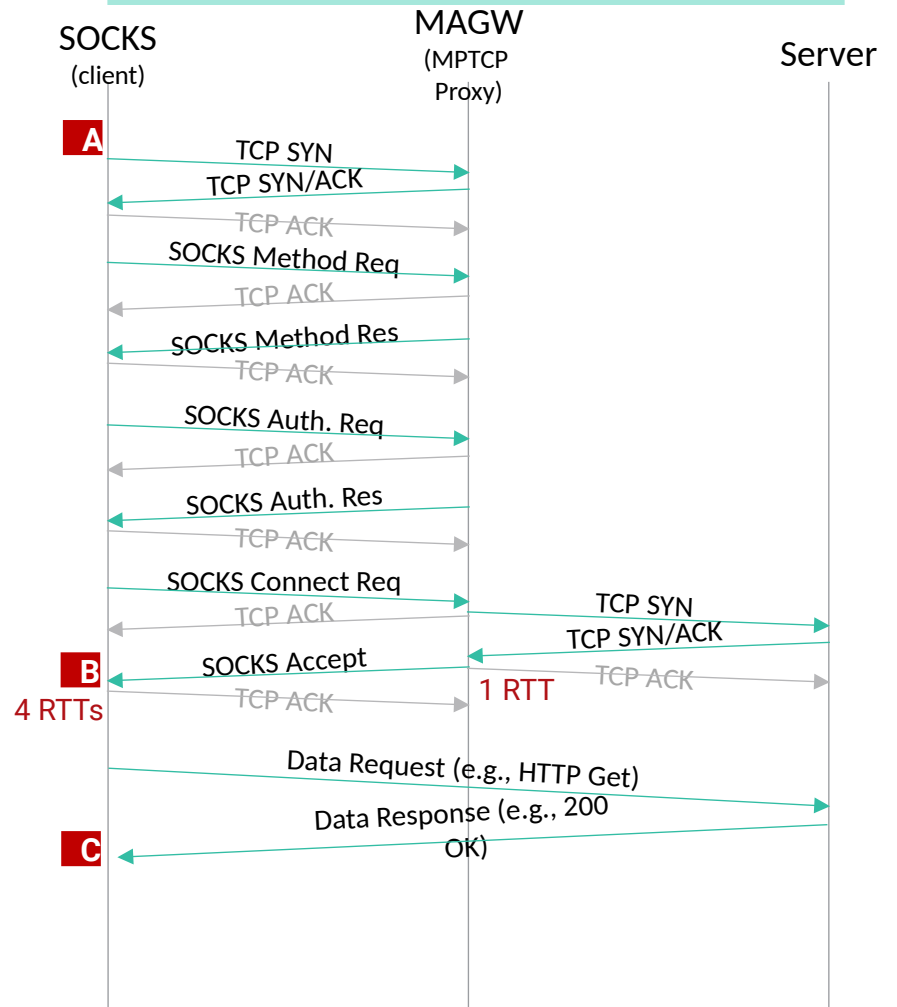 SOCKS
(client)
MAGW
(MPTCP
Proxy)
Server
A
TCP SYN
TCP SYN/ACK
TCP ACK
SOCKS Method Req
TCP ACK
SOCKS Method Res
TCP ACK
SOCKS Auth. Req
TCP ACK
SOCKS Auth. Res
TCP ACK
SOCKS Connect Req
TCP SYN
TCP ACK
TCP SYN/ACK
B
SOCKS Accept
TCP ACK
4 RTTs
TCP ACK
1 RTT
Data Request (e.g., HTTP Get)
Data Response (e.g., 200
OK)
C